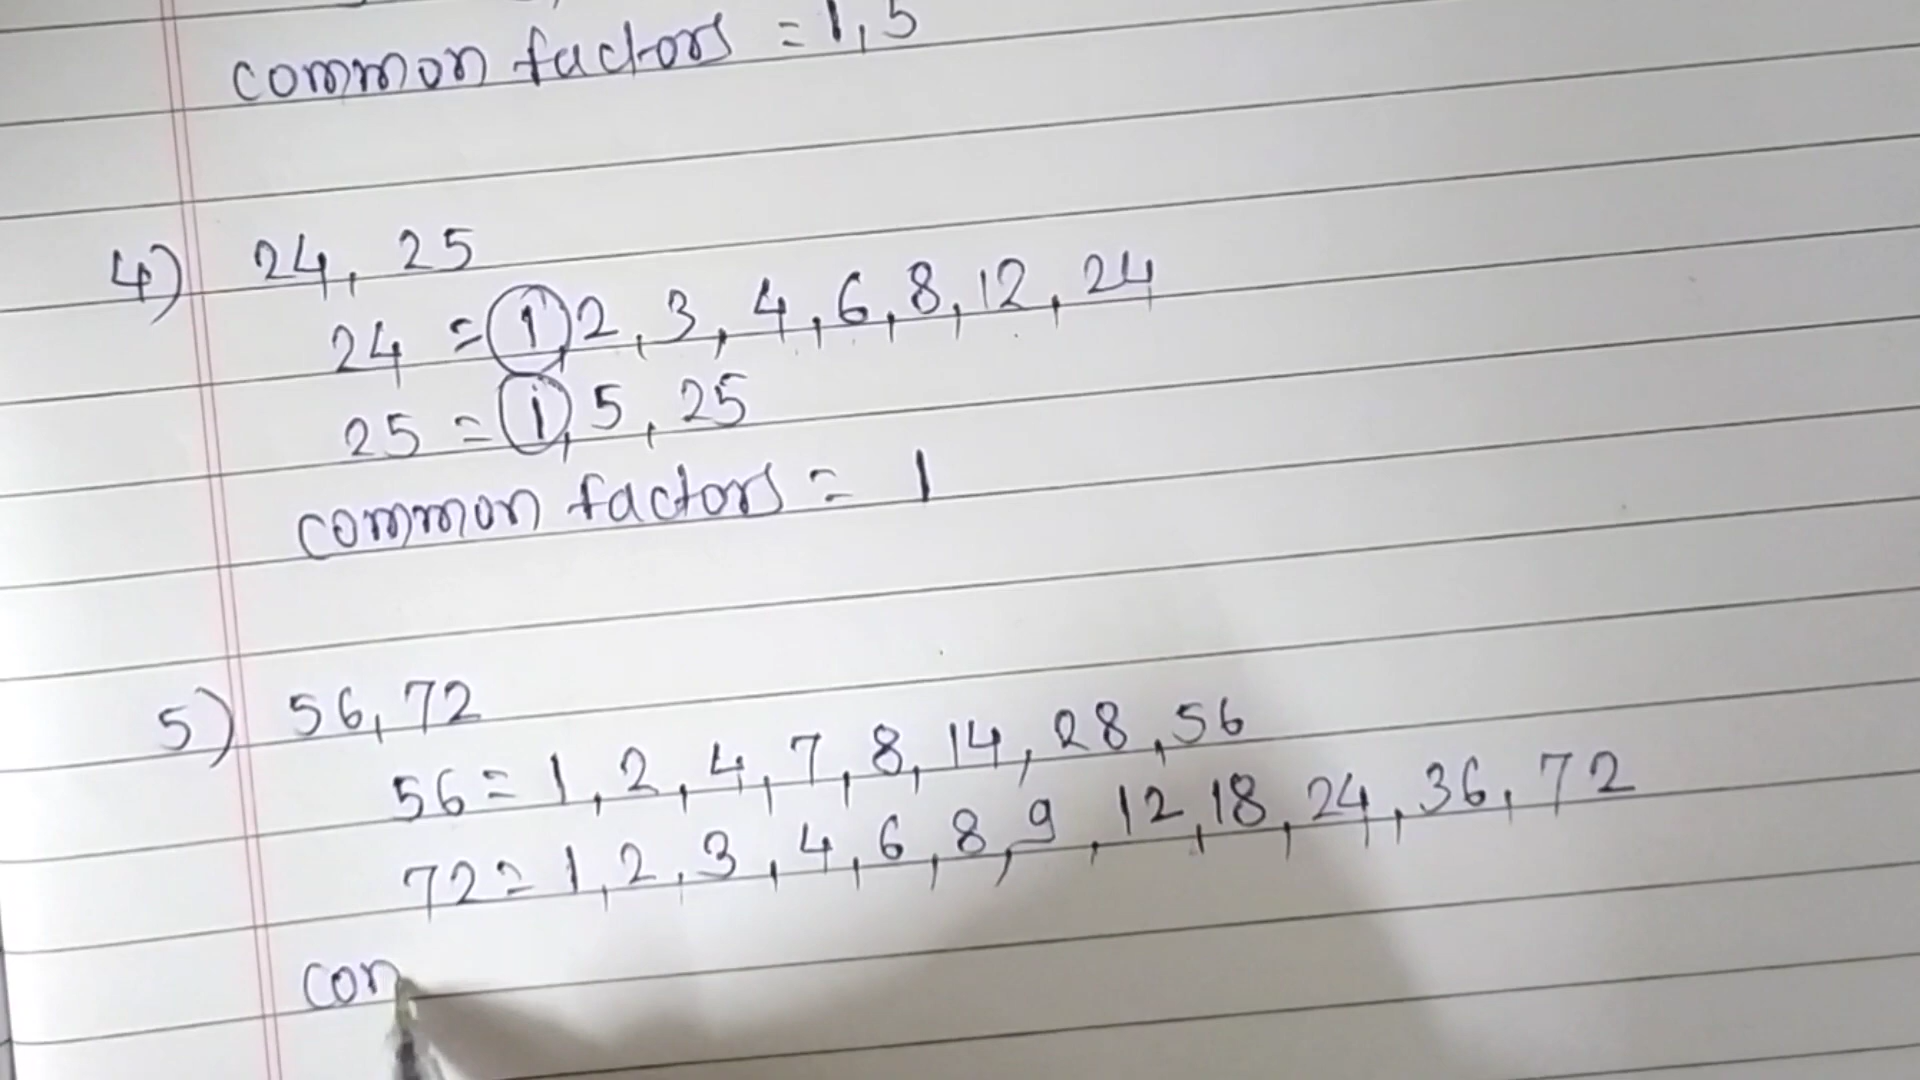 common factors = 1, 5
4) 24, 25
24 = 1, 2, 3, 4, 6, 8, 12, 24
25 = 1, 5, 25
common factors = 1
5) 56, 72
56 = 1, 2, 4, 7, 8, 14, 28, 56
72 = 1, 2, 3, 4, 6, 8, 9, 12, 18, 24, 36, 72
com